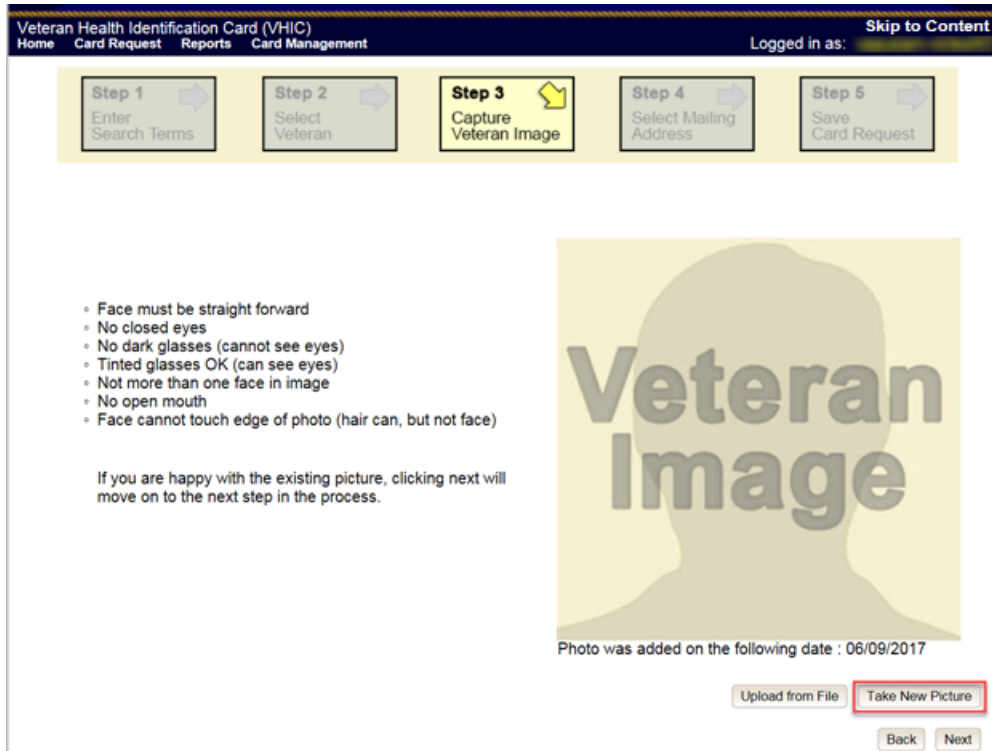 Veteran Health Identification Card (VHIC)
Skip to Content
Home Card Request Reports Card Management
Logged in as:
Step 1
Enter
Search Terms
Step 2
Select
Veteran
Step 3
Capture
Veteran Image
Step 4
Select Mailing
Address
Step 5
Save
Card Request
◦ Face must be straight forward
◦ No closed eyes
◦ No dark glasses (cannot see eyes)
◦ Tinted glasses OK (can see eyes)
◦ Not more than one face in image
◦ No open mouth
◦ Face cannot touch edge of photo (hair can, but not face)
If you are happy with the existing picture, clicking next will
move on to the next step in the process.
Veteran
Image
Photo was added on the following date : 06/09/2017
Upload from File Take New Picture
Back Next